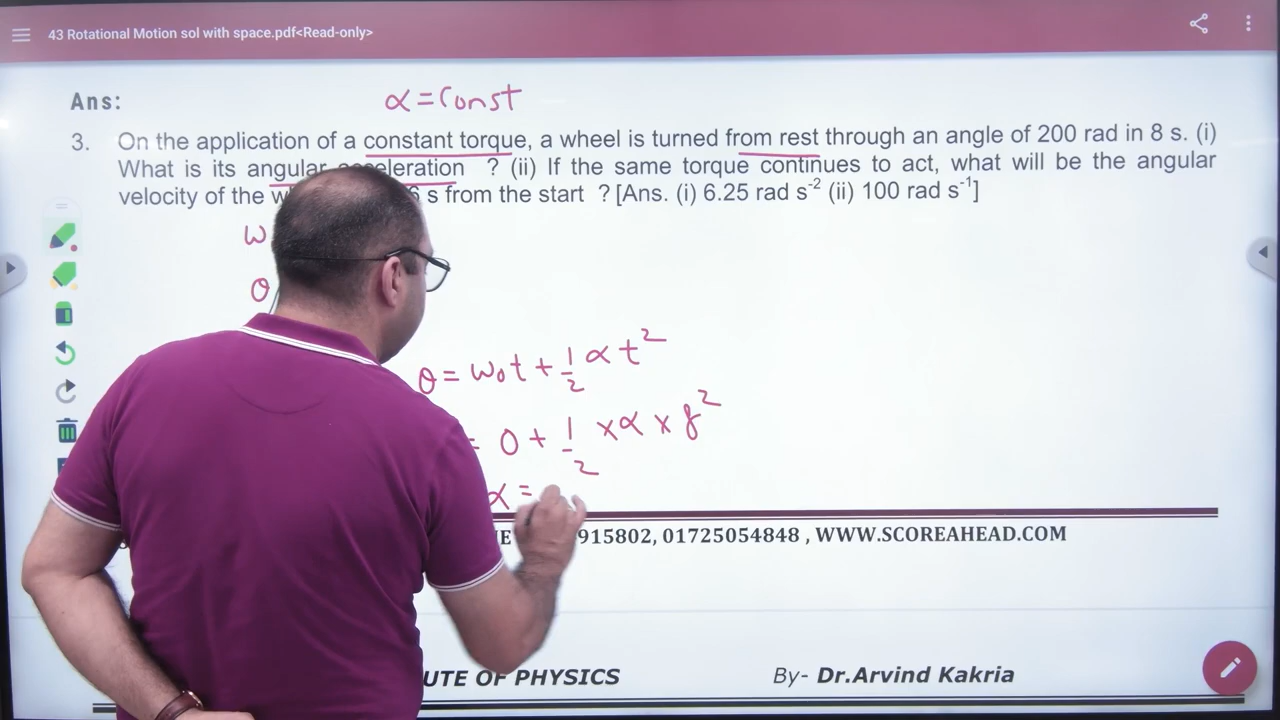 43 Rotational Motion sol with space.pdf<Read-only>
Ans:
α = Const
3. On the application of a constant torque, a wheel is turned from rest through an angle of 200 rad in 8 s. (i)
What is its angular acceleration ? (ii) If the same torque continues to act, what will be the angular
velocity of the s from the start ? [Ans. (i) 6.25 rad s⁻² (ii) 100 rad s⁻¹]
ω
θ
θ = ω₀t + 1/2 αt²
0 + 1/2 × α × 8²
α =
915802, 01725054848 , WWW.SCOREAHEAD.COM
UTE OF PHYSICS By- Dr.Arvind Kakria